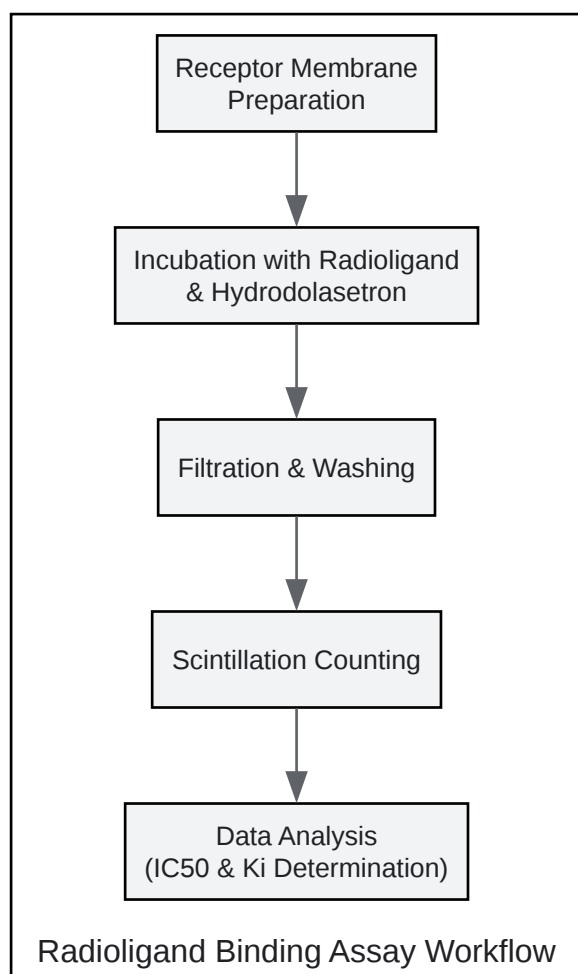 Receptor Membrane
Preparation
Incubation with Radioligand
& Hydrodolasetron
Filtration & Washing
Scintillation Counting
Data Analysis
(IC50 & Ki Determination)
Radioligand Binding Assay Workflow